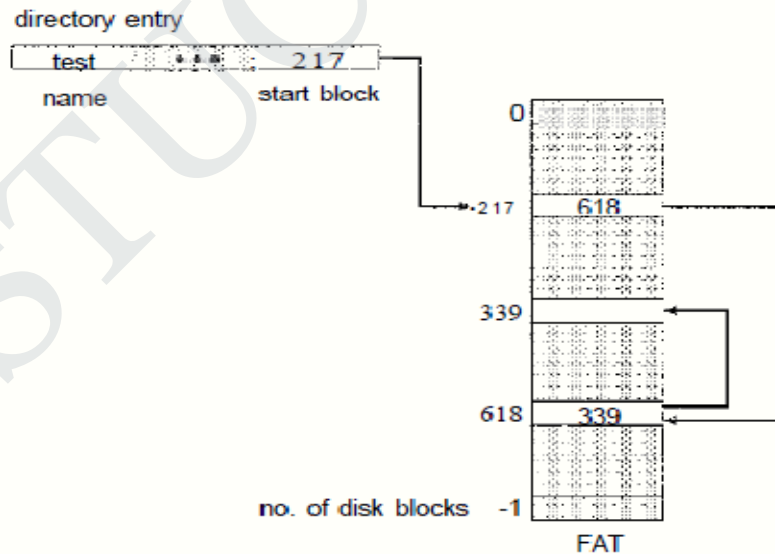 directory entry
test ••• 217
name start block
0
217 618
339
618 339
no. of disk blocks -1
FAT
STUC